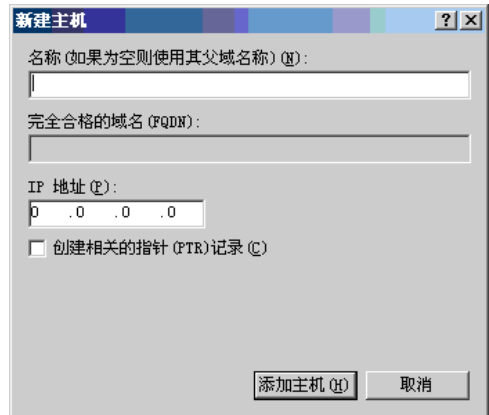 新建主机
名称(如果为空则使用其父域名称)(N):
完全合格的域名(FQDN):
IP 地址(P):
0 .0 .0 .0
创建相关的指针(PTR)记录(C)
添加主机(H) 取消